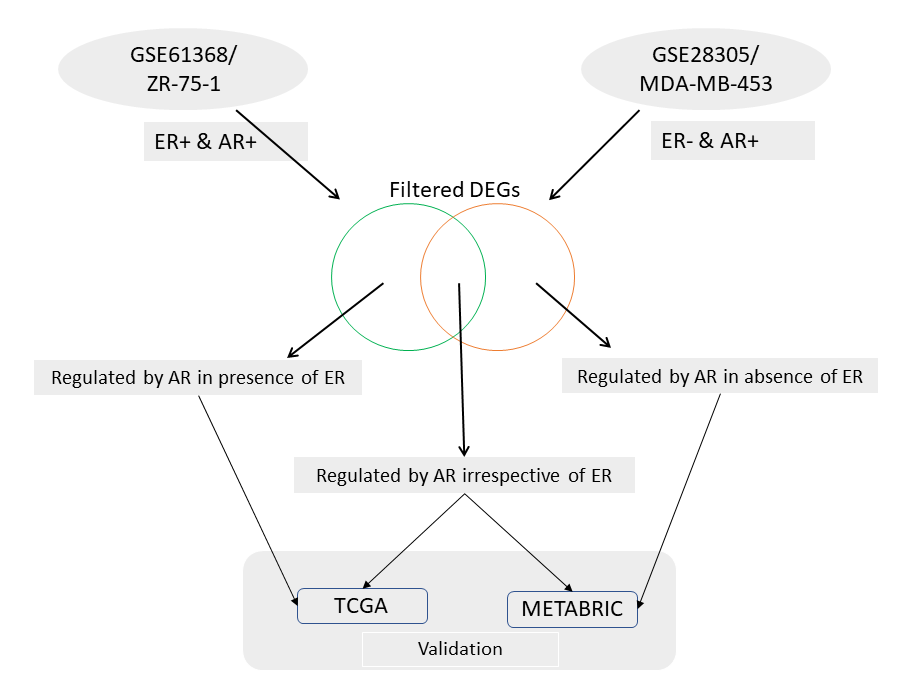 GSE61368/
ZR-75-1
GSE28305/
MDA-MB-453
ER+ & AR+
ER- & AR+
Filtered DEGs
Regulated by AR in presence of ER
Regulated by AR in absence of ER
Regulated by AR irrespective of ER
TCGA
METABRIC
Validation